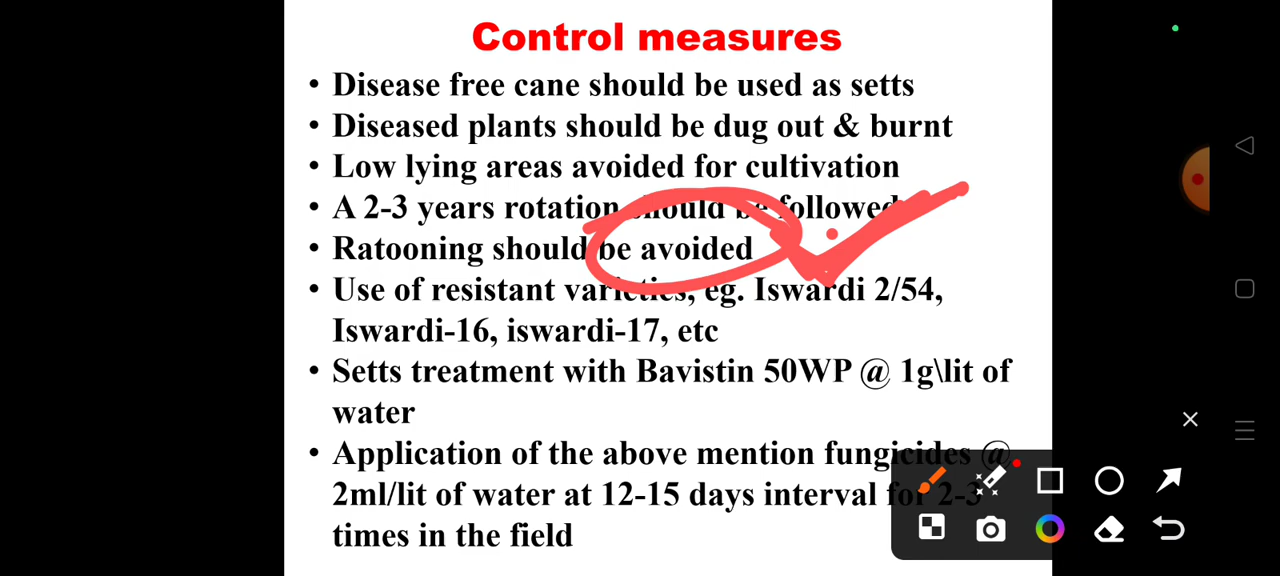 Control measures
• Disease free cane should be used as setts
• Diseased plants should be dug out & burnt
• Low lying areas avoided for cultivation
• A 2-3 years rotation should be followed
• Ratooning should be avoided
• Use of resistant varieties, eg. Iswardi 2/54,
Iswardi-16, iswardi-17, etc
• Setts treatment with Bavistin 50WP @ 1g\lit of
water
• Application of the above mention fungicides @
2ml/lit of water at 12-15 days interval for 2-3
times in the field